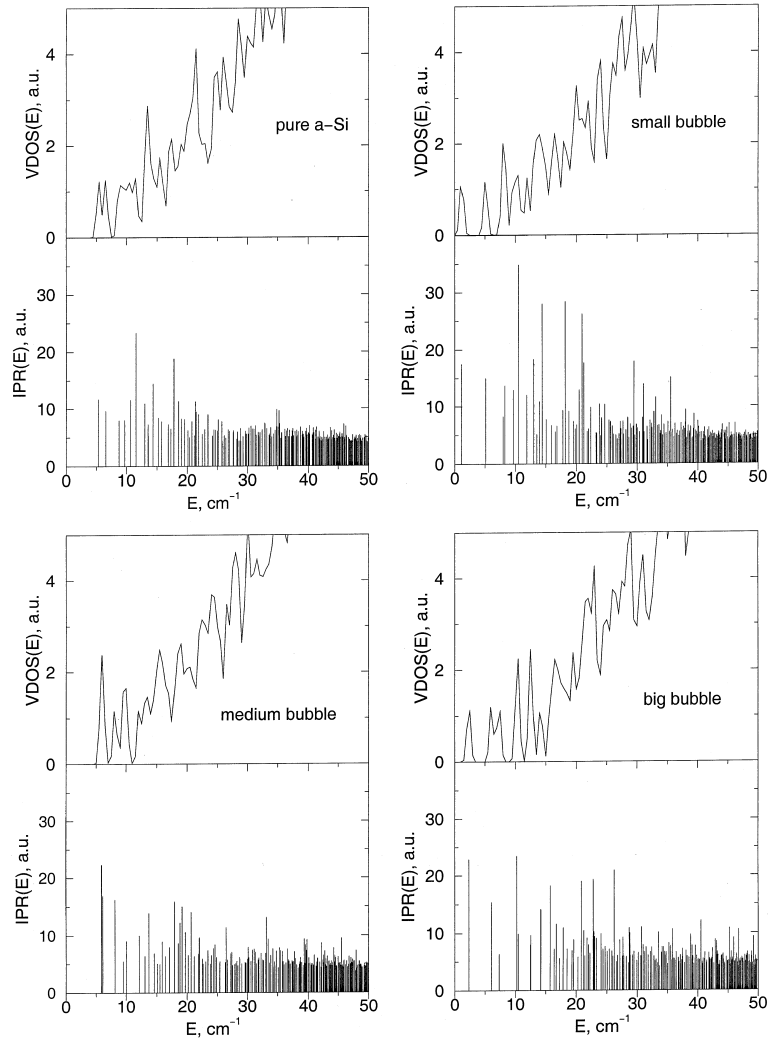 VDOS(E), a.u.
4
2
0
pure a−Si
IPR(E), a.u.
30
20
10
0
0 10 20 30 40 50
E, cm⁻¹
VDOS(E), a.u.
4
2
0
small bubble
IPR(E), a.u.
30
20
10
0
0 10 20 30 40 50
E, cm⁻¹
VDOS(E), a.u.
4
2
0
medium bubble
IPR(E), a.u.
30
20
10
0
0 10 20 30 40 50
E, cm⁻¹
VDOS(E), a.u.
4
2
0
big bubble
IPR(E), a.u.
30
20
10
0
0 10 20 30 40 50
E, cm⁻¹